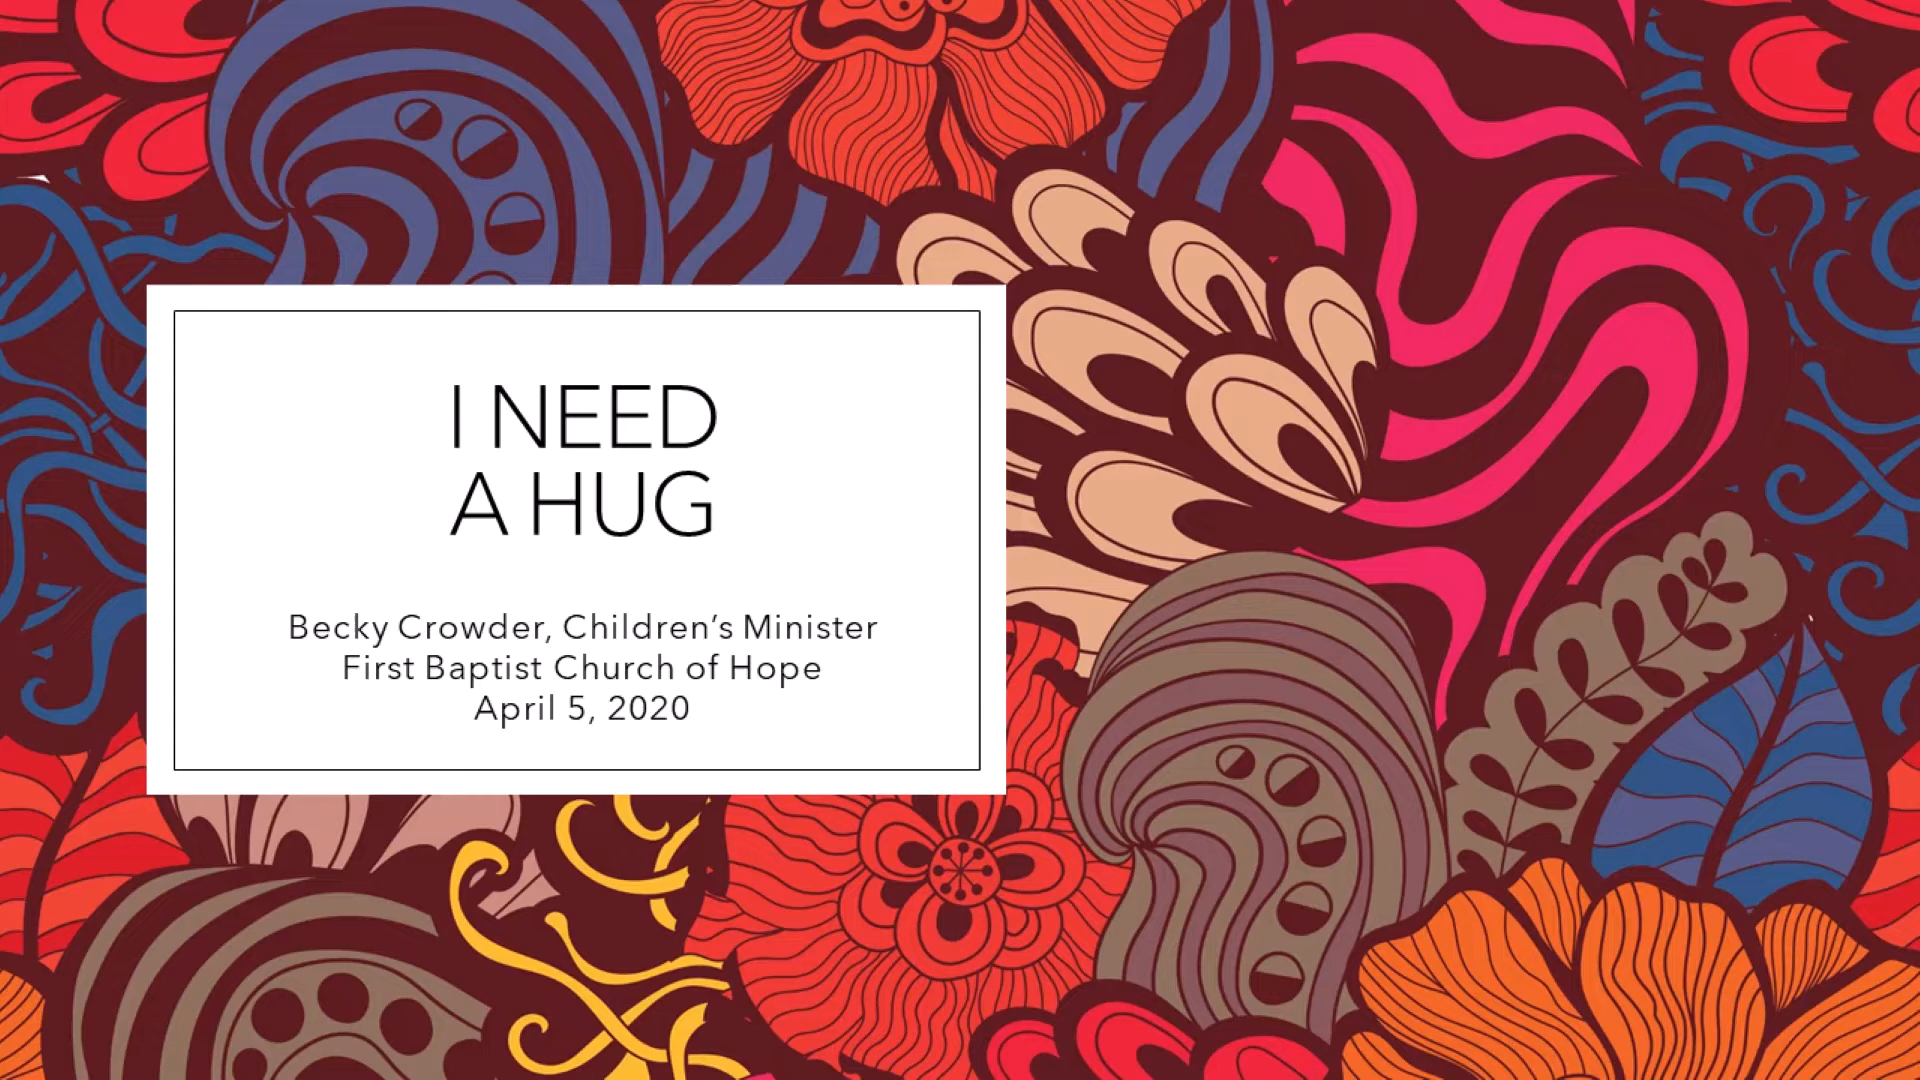 I NEED
A HUG
Becky Crowder, Children’s Minister
First Baptist Church of Hope
April 5, 2020